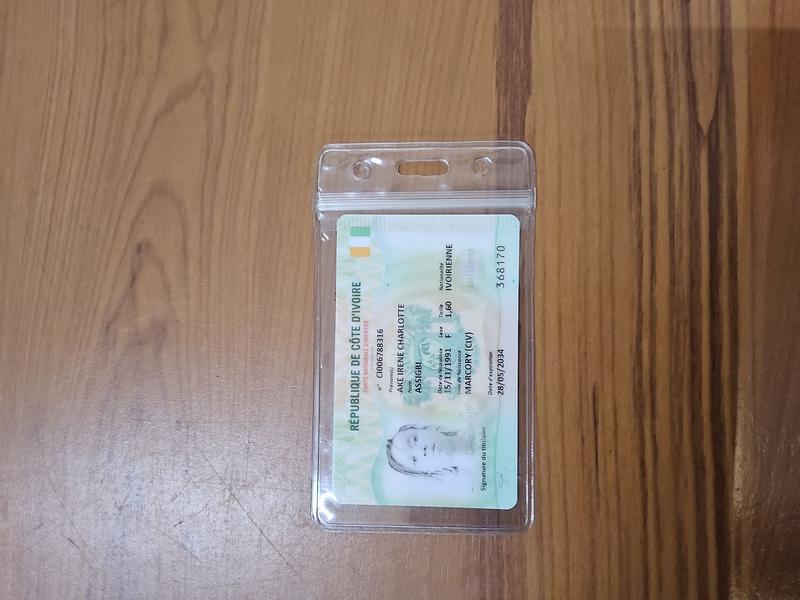 RÉPUBLIQUE DE CÔTE D'IVOIRE
CARTE NATIONALE D'IDENTITÉ
n° CI006788316
Prénom(s)
AKE IRENE CHARLOTTE
Nom
ASSIGBI
Date de Naissance Sexe Taille Nationalité
15/11/1991 F 1,60 IVOIRIENNE
Lieu de Naissance
MARCORY (CIV)
Signature du titulaire
Date d'expiration
28/05/2034
368170